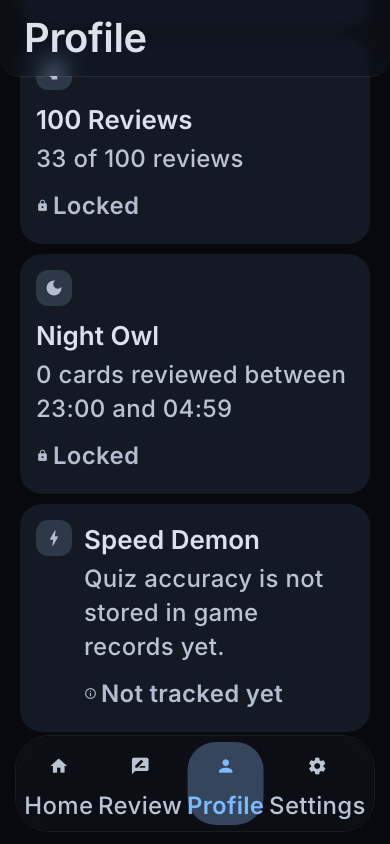 Profile
100 Reviews
33 of 100 reviews
Locked
Night Owl
0 cards reviewed between
23:00 and 04:59
Locked
Speed Demon
Quiz accuracy is not
stored in game
records yet.
Not tracked yet
Home Review Profile Settings